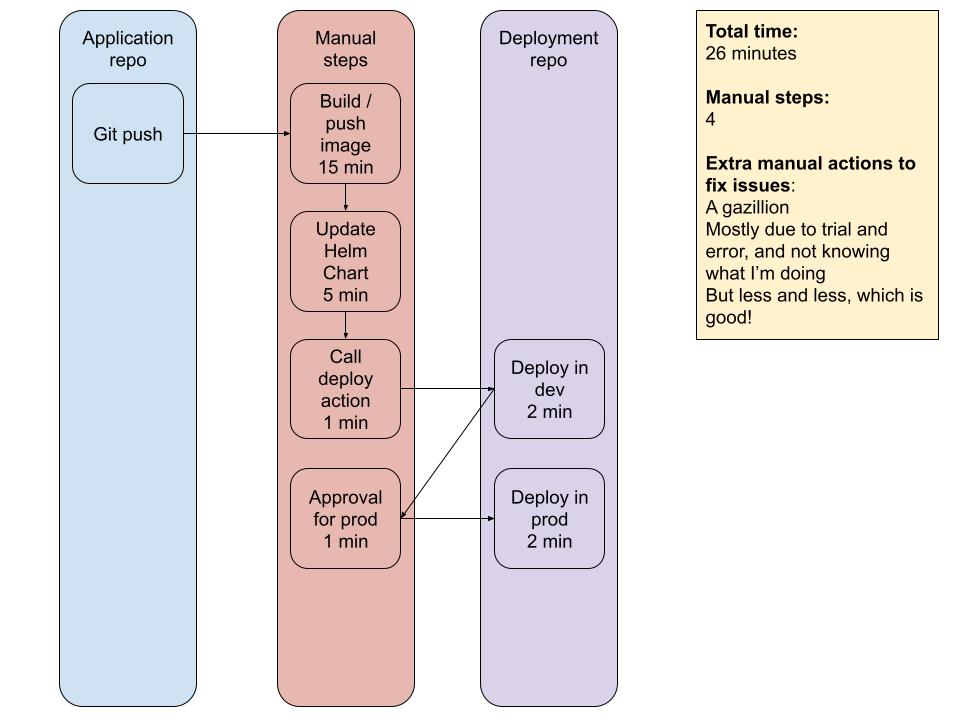 Application
repo
Git push
Manual
steps
Build /
push
image
15 min
Update
Helm
Chart
5 min
Call
deploy
action
1 min
Approval
for prod
1 min
Deployment
repo
Deploy in
dev
2 min
Deploy in
prod
2 min
Total time:
26 minutes
Manual steps:
4
Extra manual actions to
fix issues:
A gazillion
Mostly due to trial and
error, and not knowing
what I’m doing
But less and less, which is
good!